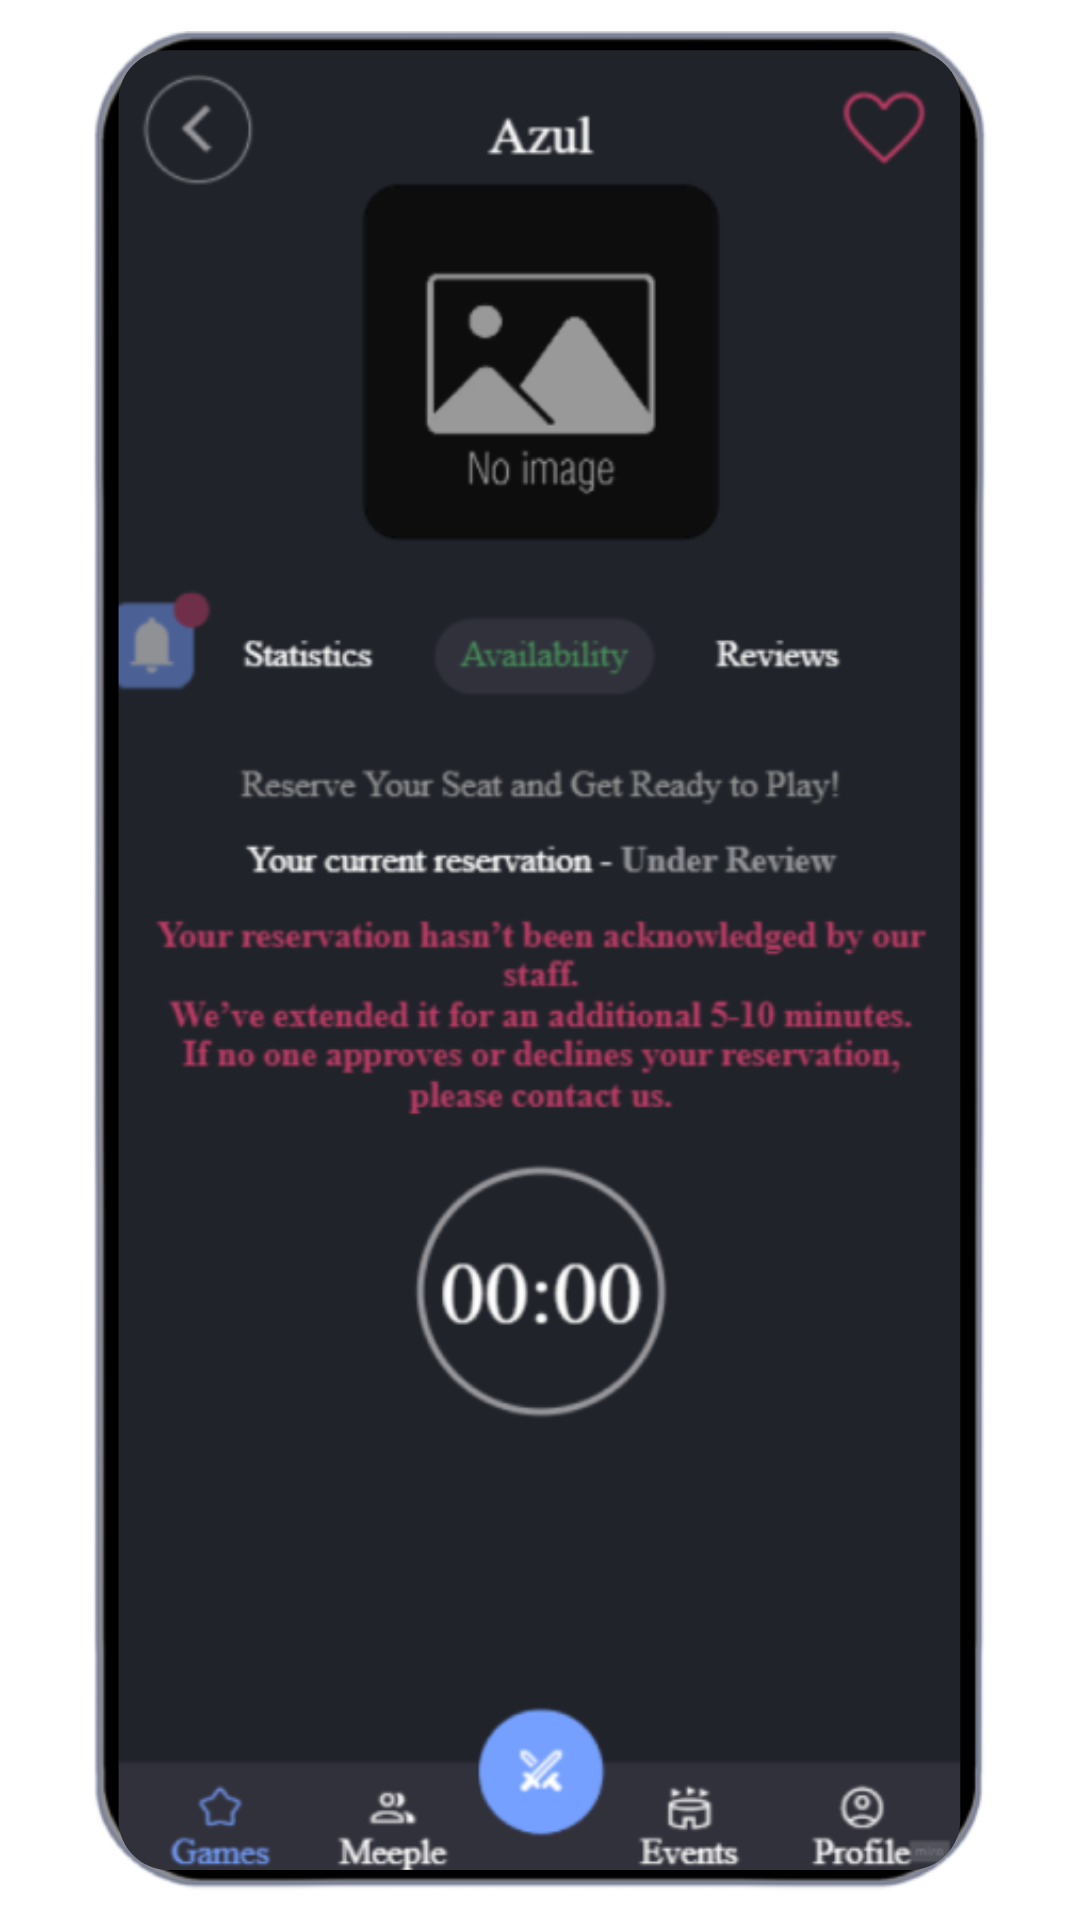 Azul
No image
Statistics
Availability
Reviews
Reserve Your Seat and Get Ready to Play!
Your current reservation - Under Review
Your reservation hasn’t been acknowledged by our
staff.
We’ve extended it for an additional 5-10 minutes.
If no one approves or declines your reservation,
please contact us.
00:00
Games
Meeple
Events
Profile
miro